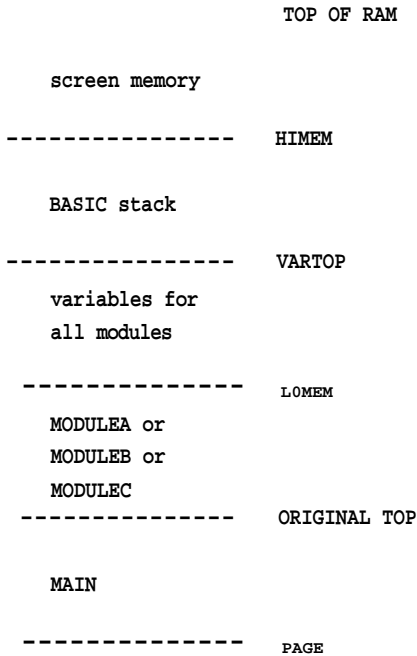 TOP OF RAM
screen memory
---------------- HIMEM
BASIC stack
---------------- VARTOP
variables for
all modules
-------------- L0MEM
MODULEA or
MODULEB or
MODULEC
--------------- ORIGINAL TOP
MAIN
-------------- PAGE